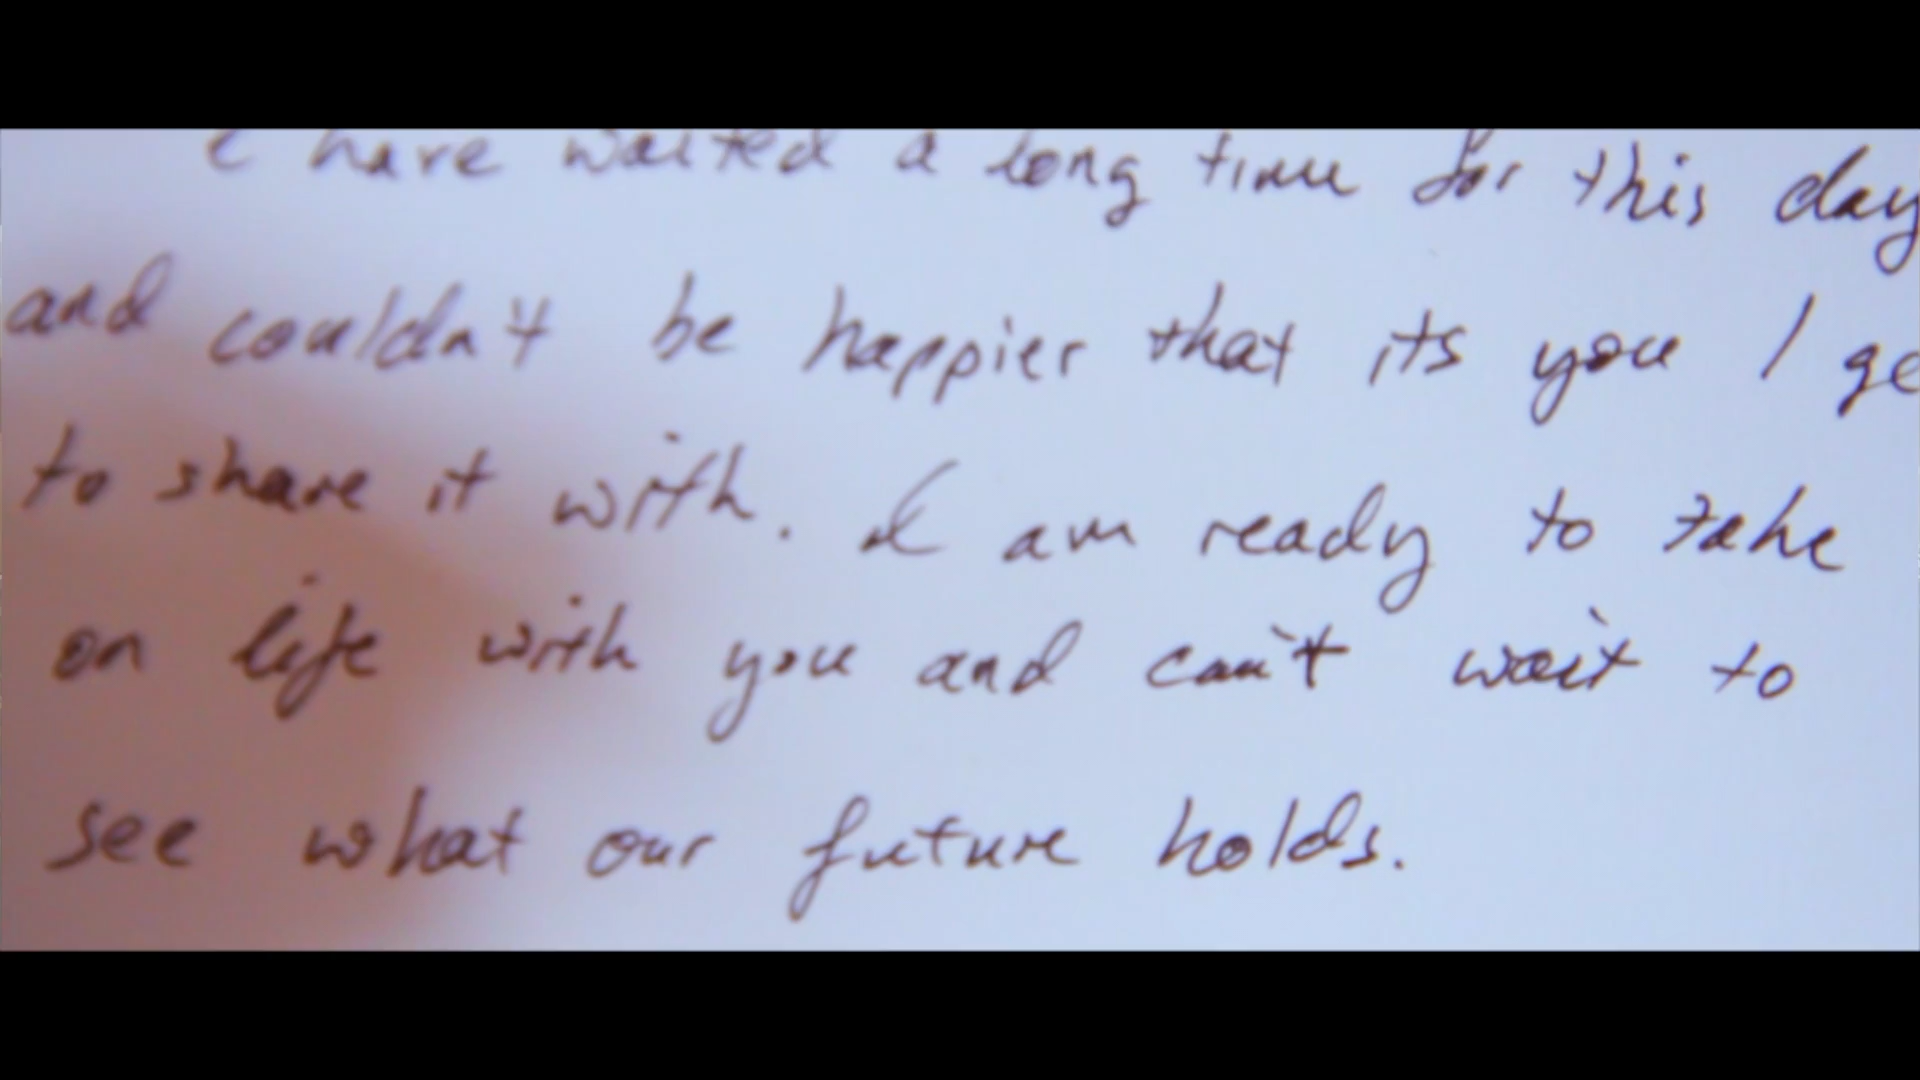 I have waited a long time for this day
and couldn't be happier that its you I ge
to share it with. I am ready to take
on life with you and can't wait to
see what our future holds.